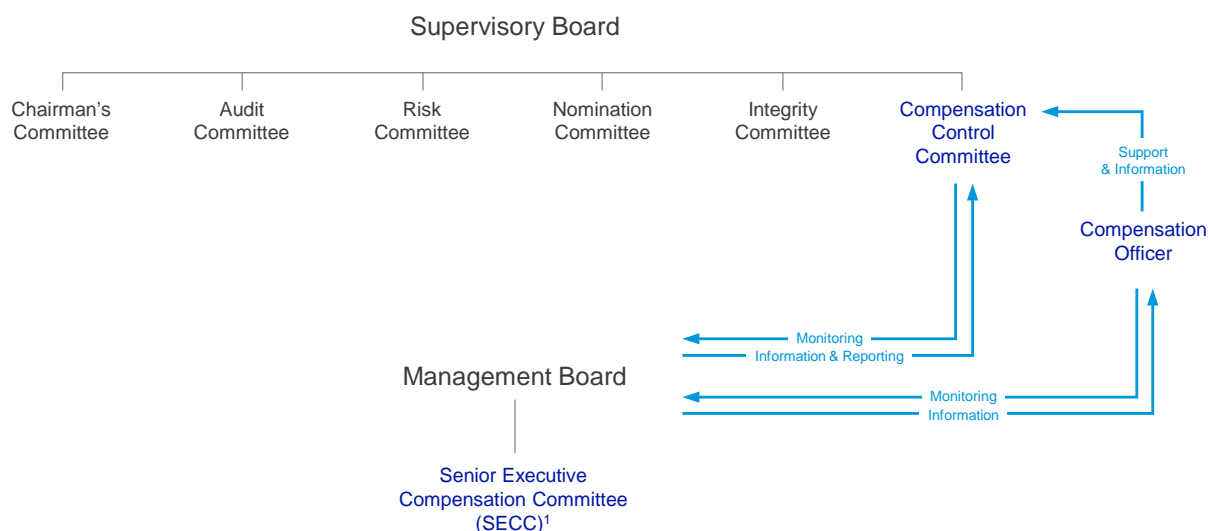 Supervisory Board
Chairman’s
Committee
Audit
Committee
Risk
Committee
Nomination
Committee
Integrity
Committee
Compensation
Control
Committee
Support
& Information
Compensation
Officer
Monitoring
Information & Reporting
Management Board
Monitoring
Information
Senior Executive
Compensation Committee
(SECC)¹